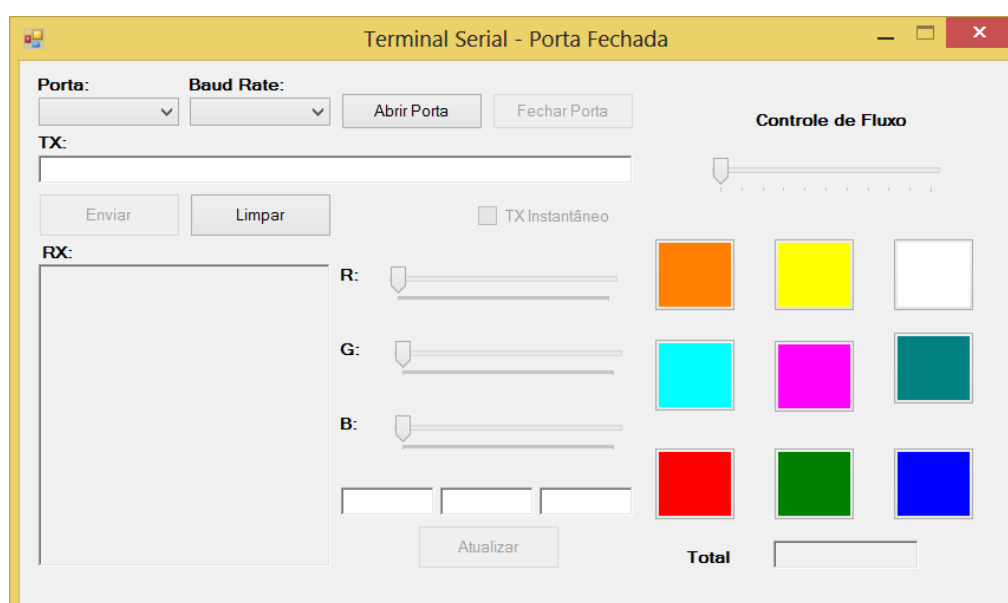 Terminal Serial - Porta Fechada
Porta:
Baud Rate:
Abrir Porta
Fechar Porta
Controle de Fluxo
TX:
Enviar
Limpar
TX Instantâneo
RX:
R:
G:
B:
Atualizar
Total